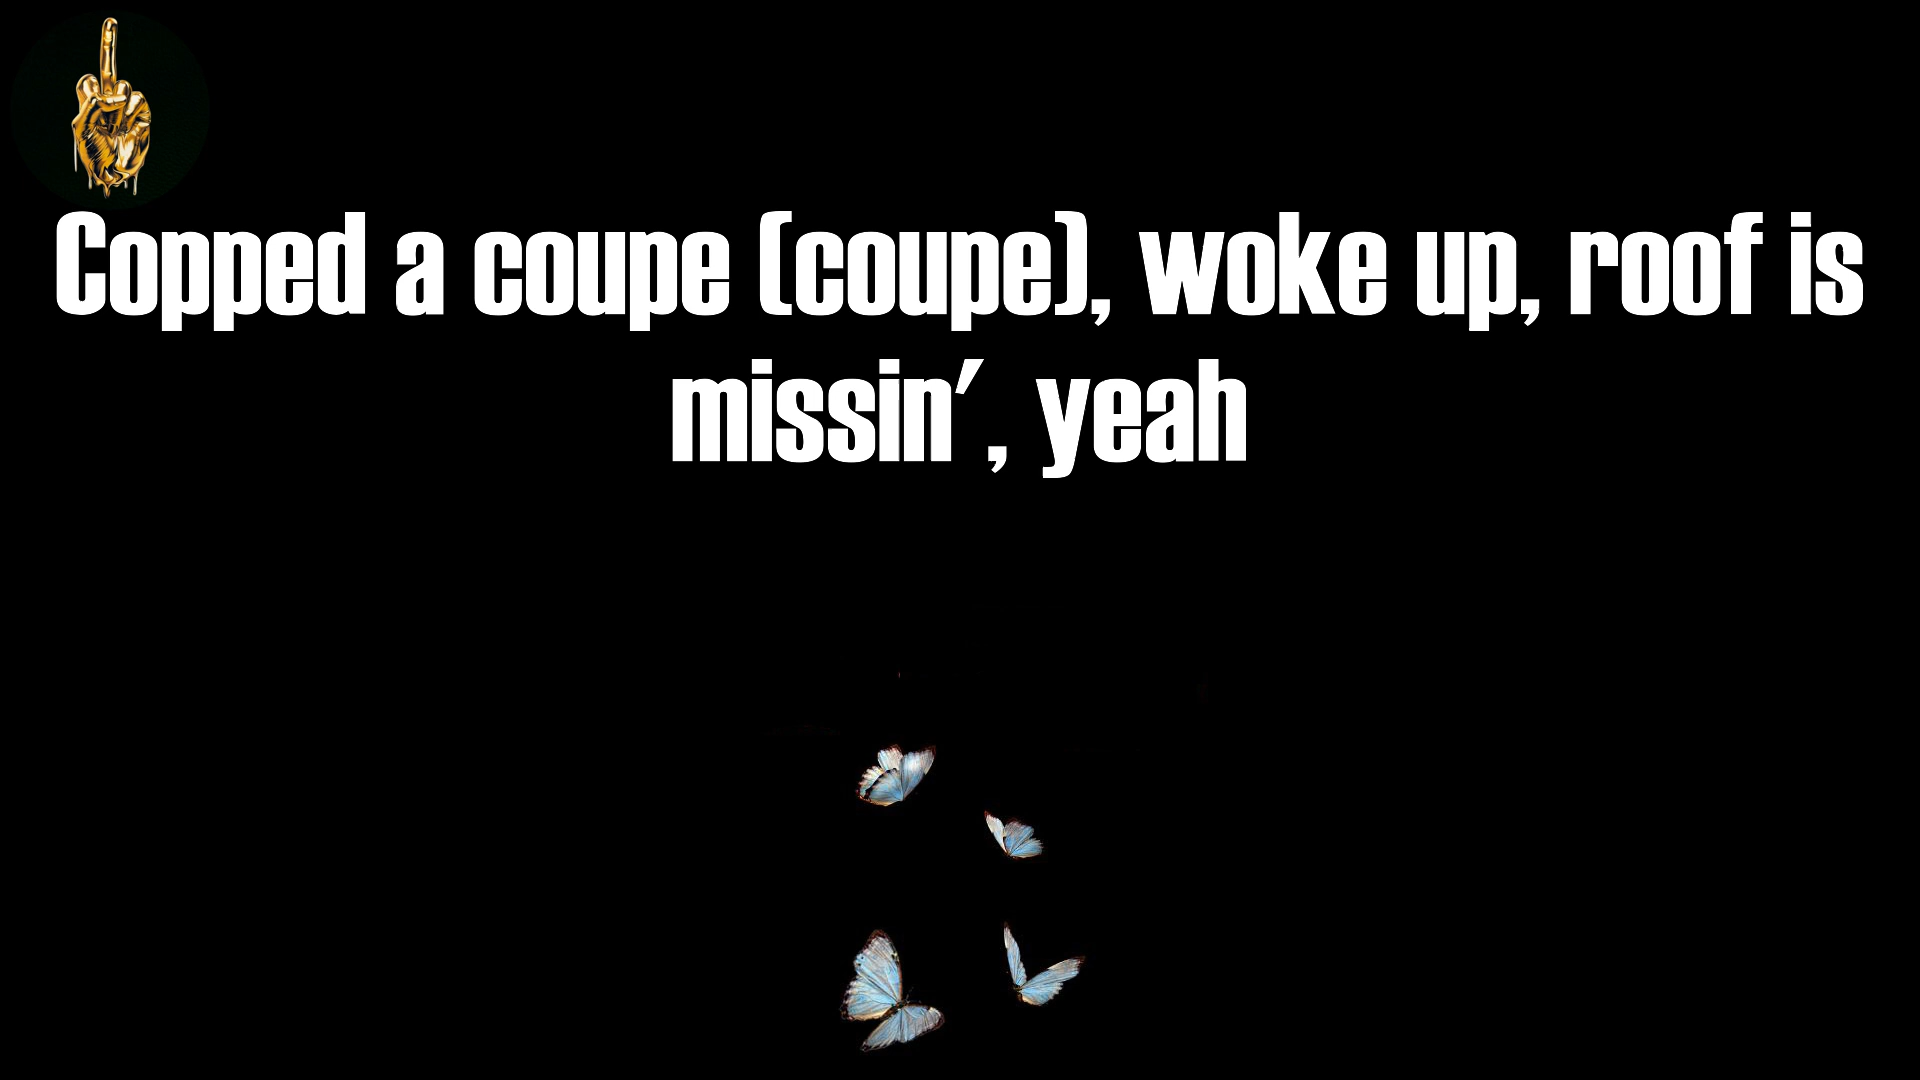 Copped a coupe (coupe), woke up, roof is
missin', yeah